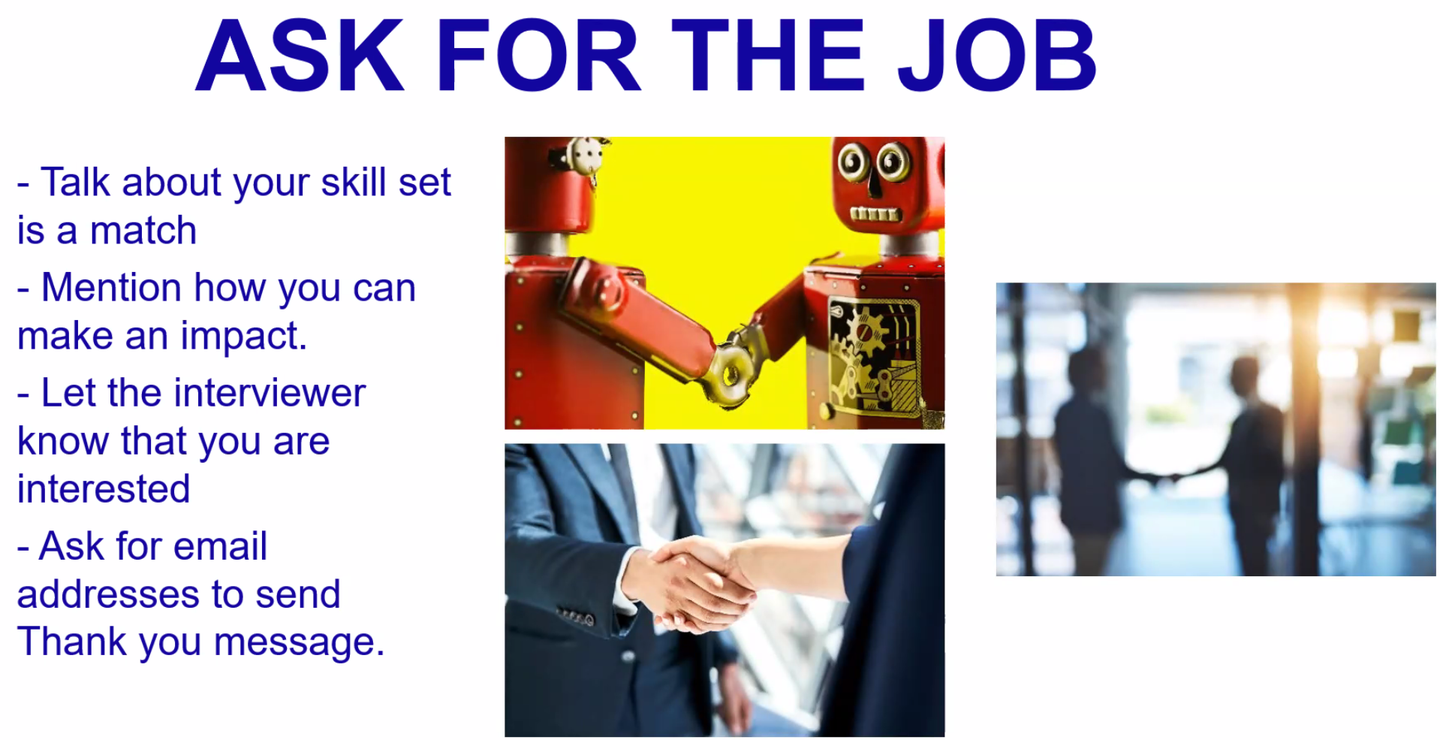 ASK FOR THE JOB
- Talk about your skill set
is a match
- Mention how you can
make an impact.
- Let the interviewer
know that you are
interested
- Ask for email
addresses to send
Thank you message.